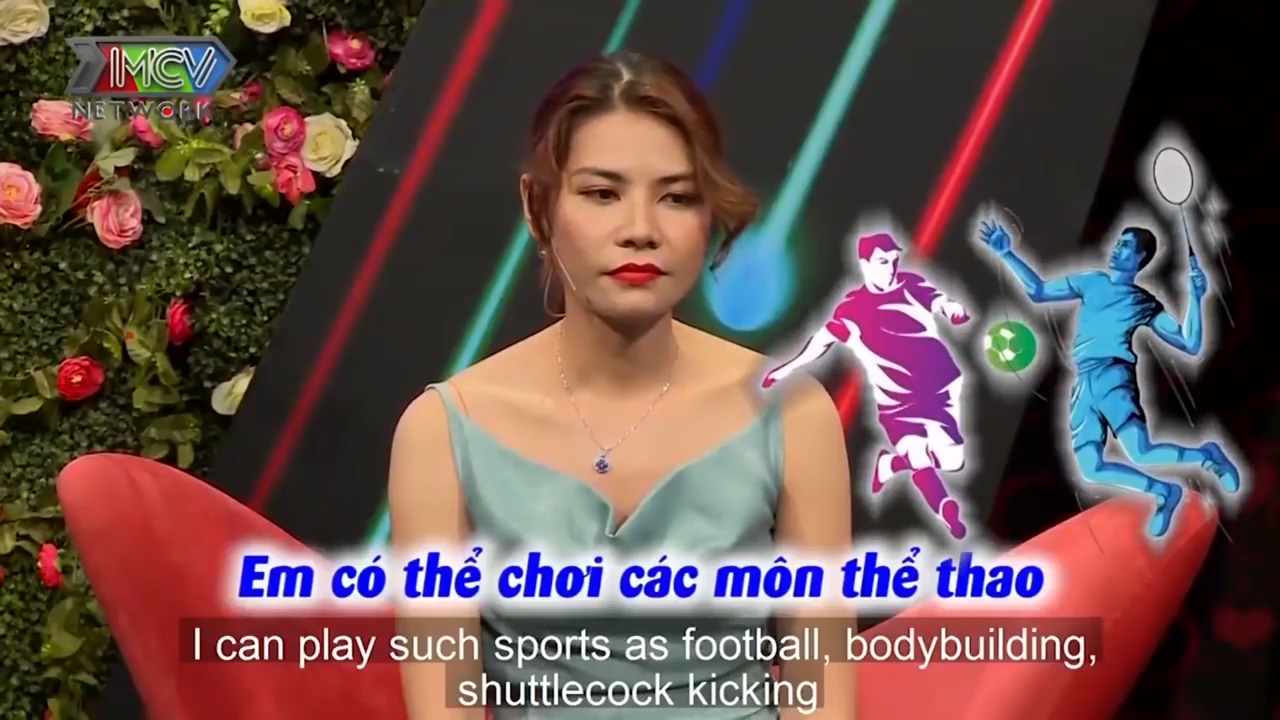 MCV
NETWORK
Em có thể chơi các môn thể thao
I can play such sports as football, bodybuilding,
shuttlecock kicking